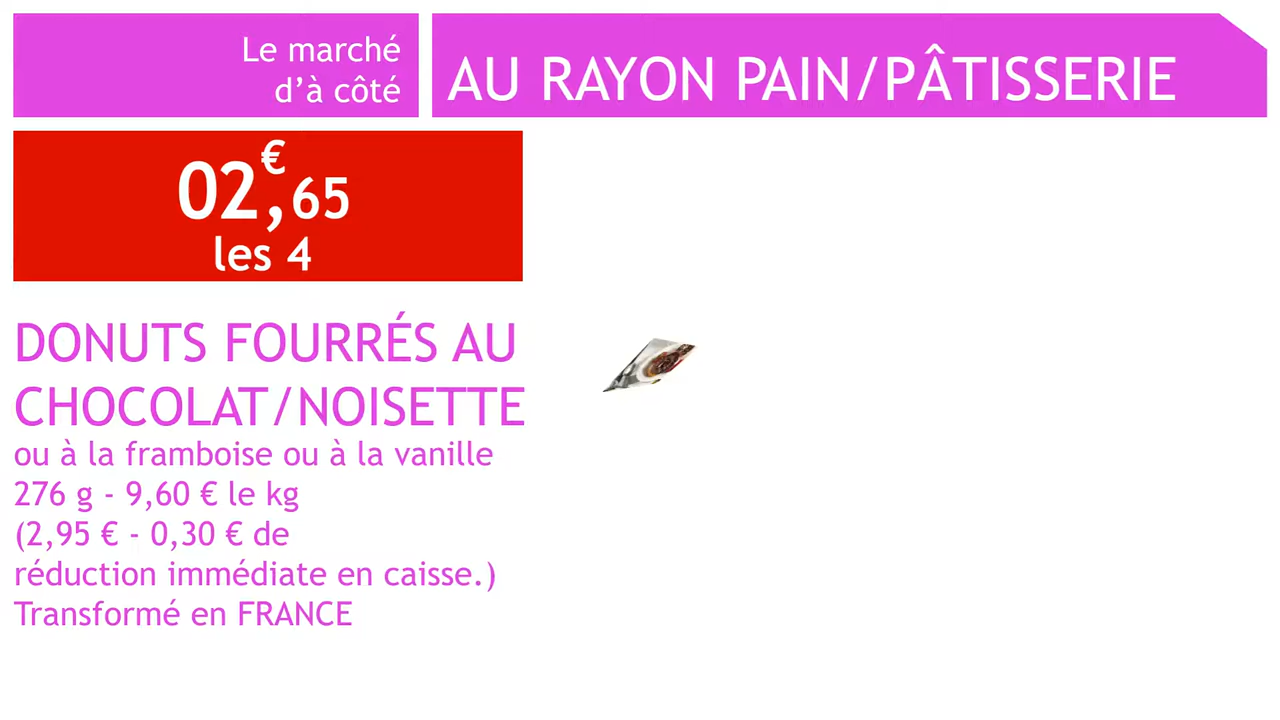 Le marché
d’à côté
AU RAYON PAIN/PÂTISSERIE
02€,65
les 4
DONUTS FOURRÉS AU
CHOCOLAT/NOISETTE
ou à la framboise ou à la vanille
276 g - 9,60 € le kg
(2,95 € - 0,30 € de
réduction immédiate en caisse.)
Transformé en FRANCE